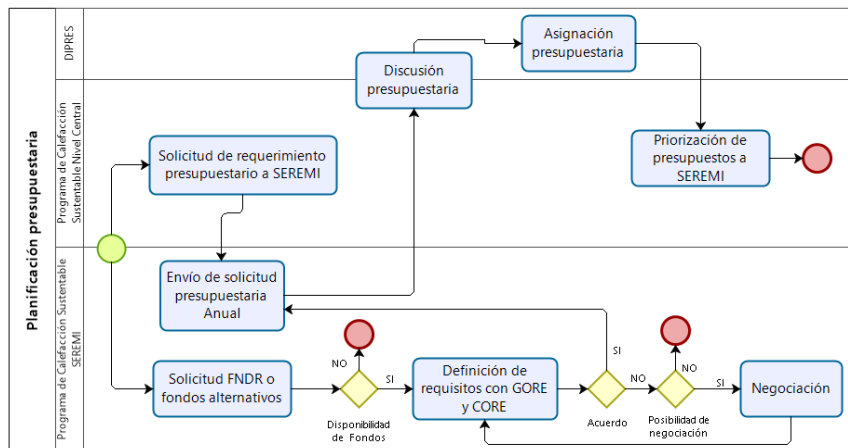 Planificación presupuestaria
DIPRES
Asignación
presupuestaria
Discusión
presupuestaria
Programa de Calefacción
Sustentable Nivel Central
Solicitud de requerimiento
presupuestario a SEREMI
Priorización de
presupuestos a
SEREMI
Programa de Calefacción Sustentable
SEREMI
Envío de solicitud
presupuestaria
Anual
Solicitud FNDR o
fondos alternativos
NO
SI
Disponibilidad
de Fondos
Definición de
requisitos con GORE
y CORE
SI
NO
Acuerdo
NO
SI
Posibilidad de
negociación
Negociación